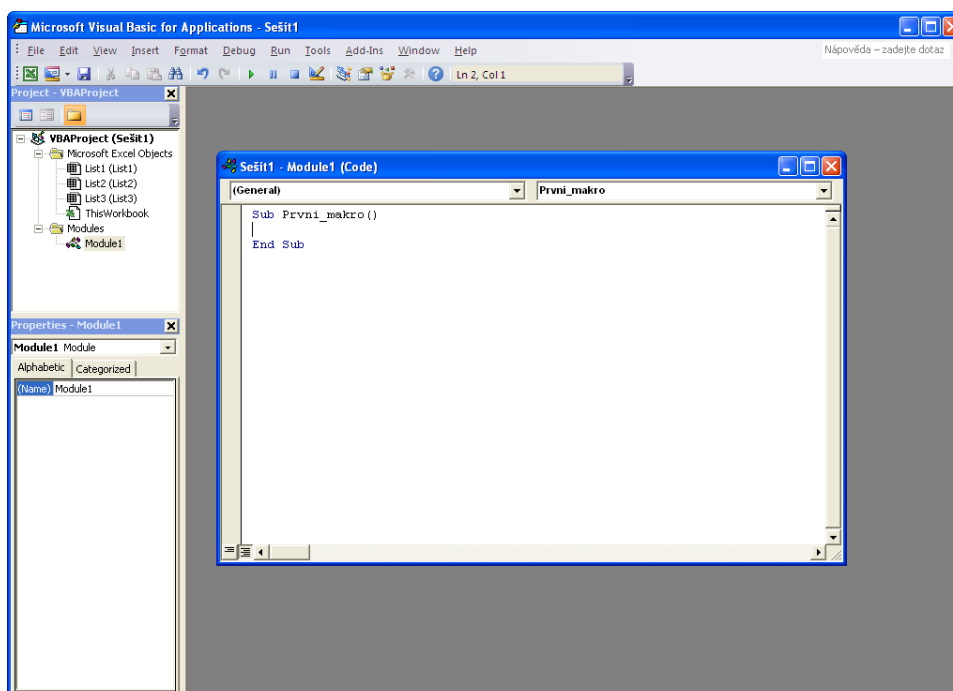 Microsoft Visual Basic for Applications - Sešit1
File Edit View Insert Format Debug Run Tools Add-Ins Window Help Nápověda – zadejte dotaz
Ln 2, Col 1
Project - VBAProject
VBAProject (Sešit1)
Microsoft Excel Objects
List1 (List1)
List2 (List2)
List3 (List3)
ThisWorkbook
Modules
Module1
Properties - Module1
Module1 Module
Alphabetic Categorized
(Name) Module1
Sešit1 - Module1 (Code)
(General) Prvni_makro
Sub Prvni_makro()
End Sub